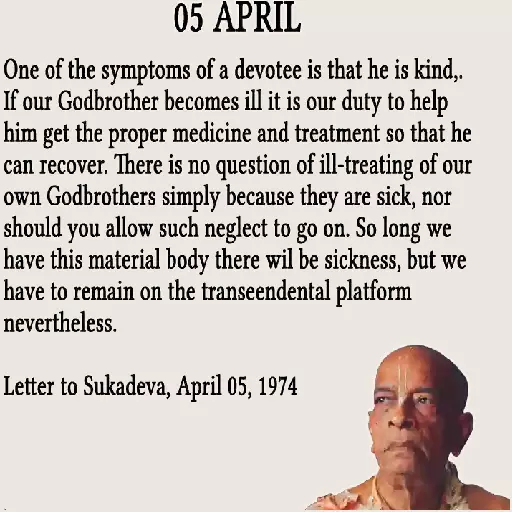 05 APRIL
One of the symptoms of a devotee is that he is kind,.
If our Godbrother becomes ill it is our duty to help
him get the proper medicine and treatment so that he
can recover. There is no question of ill-treating of our
own Godbrothers simply because they are sick, nor
should you allow such neglect to go on. So long we
have this material body there wil be sickness, but we
have to remain on the transeendental platform
nevertheless.
Letter to Sukadeva, April 05, 1974